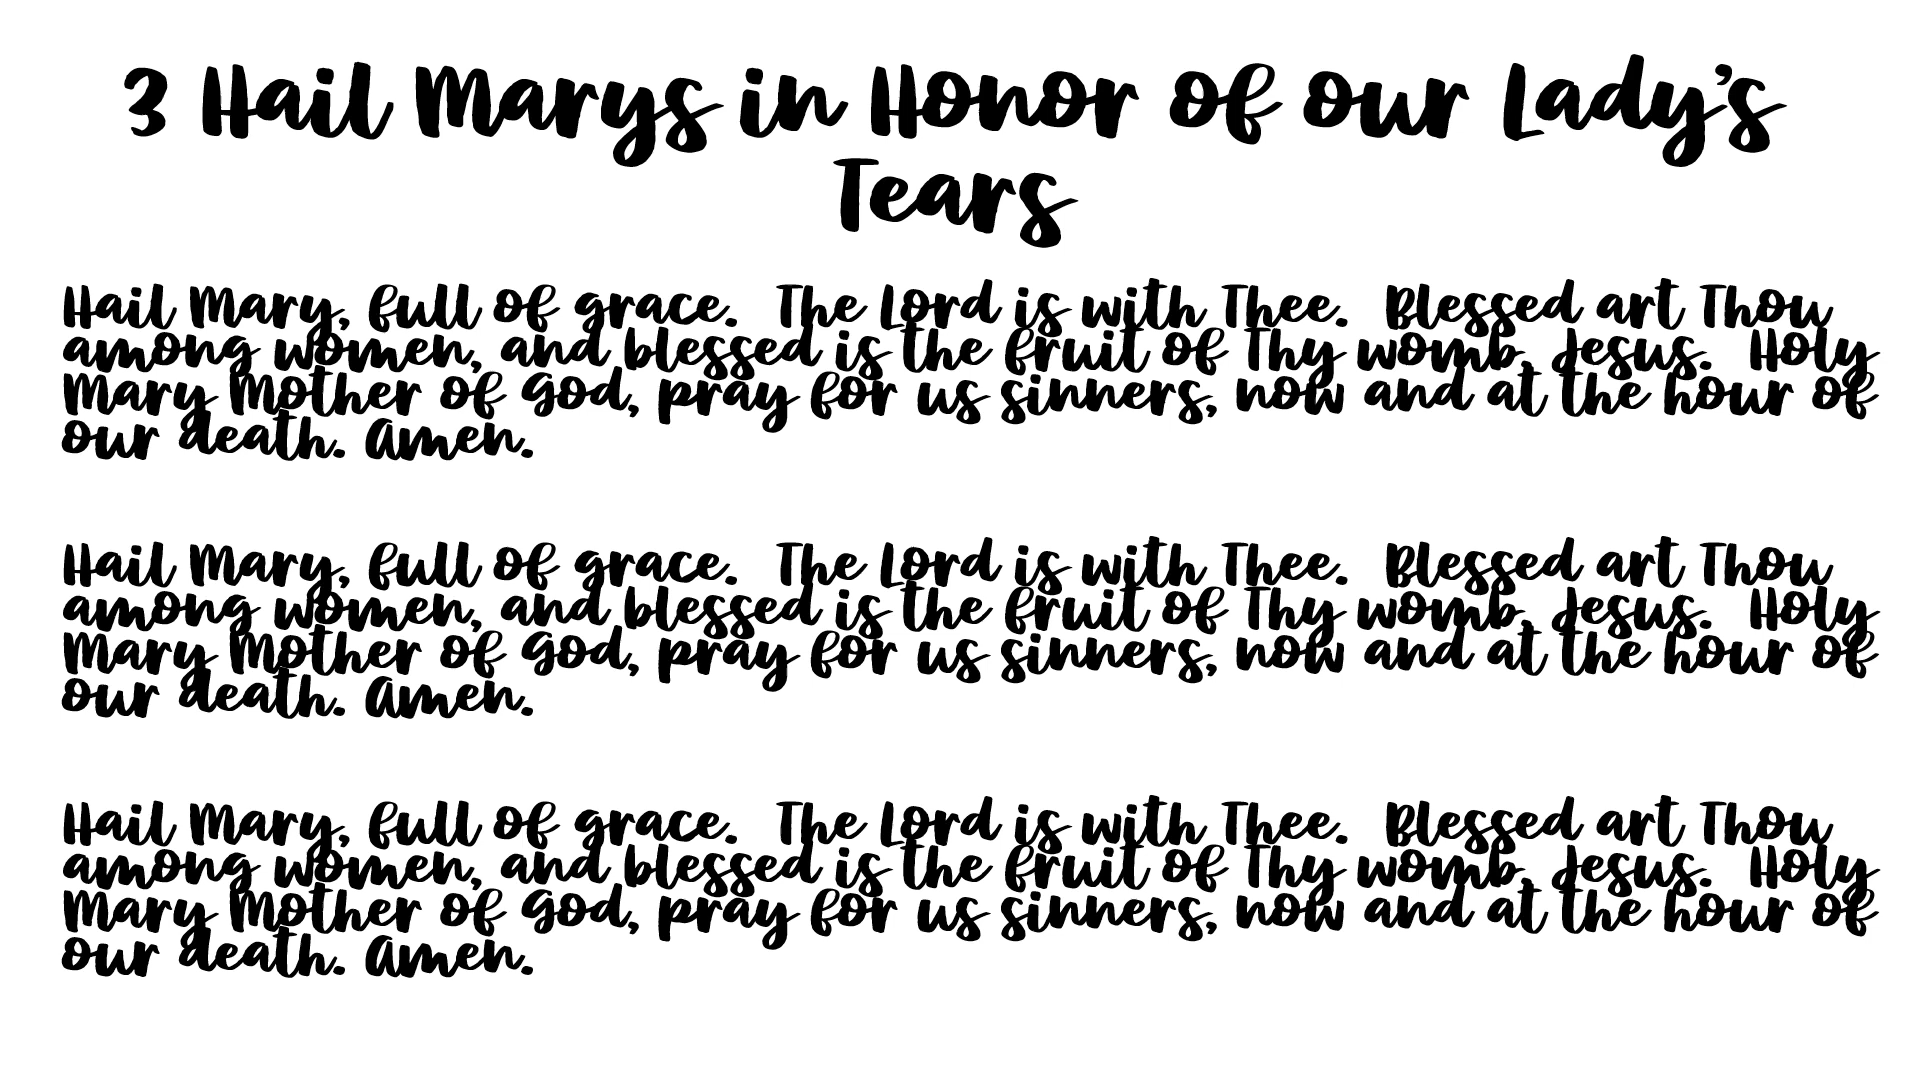 3 Hail Marys in Honor of our Lady's
Tears
Hail Mary, full of grace.  The Lord is with Thee.  Blessed art Thou
among women, and blessed is the fruit of Thy womb, Jesus.  Holy
Mary Mother of God, pray for us sinners, now and at the hour of
our death. Amen.
Hail Mary, full of grace.  The Lord is with Thee.  Blessed art Thou
among women, and blessed is the fruit of Thy womb, Jesus.  Holy
Mary Mother of God, pray for us sinners, now and at the hour of
our death. Amen.
Hail Mary, full of grace.  The Lord is with Thee.  Blessed art Thou
among women, and blessed is the fruit of Thy womb, Jesus.  Holy
Mary Mother of God, pray for us sinners, now and at the hour of
our death. Amen.